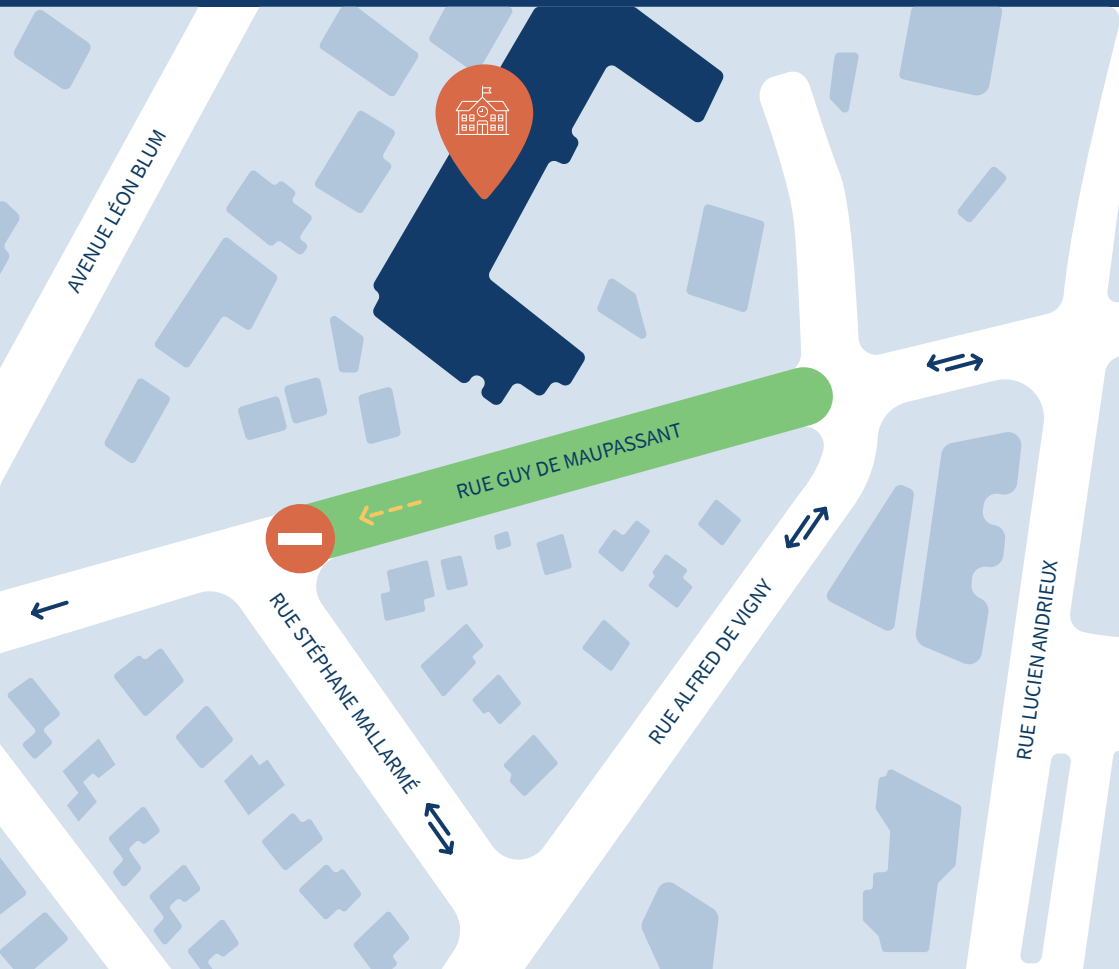 AVENUE LÉON BLUM
RUE GUY DE MAUPASSANT
RUE STÉPHANE MALLARMÉ
RUE ALFRED DE VIGNY
RUE LUCIEN ANDRIEUX